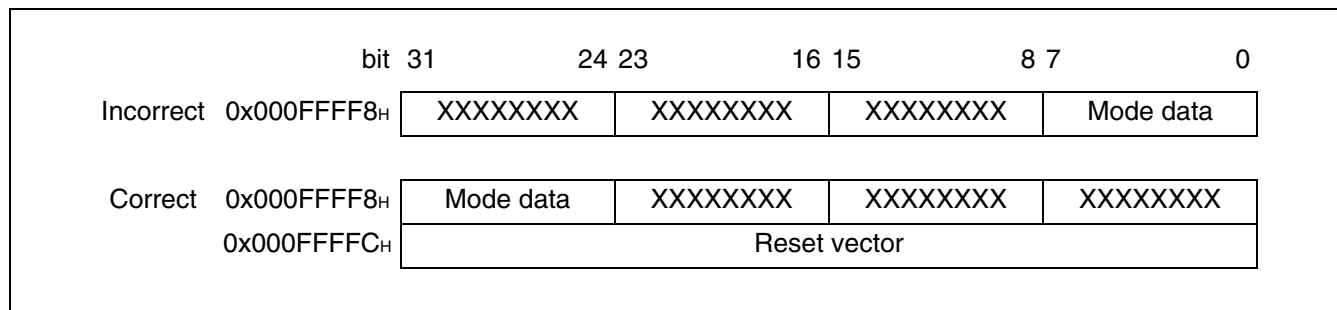 bit 31 24 23 16 15 8 7 0
Incorrect 0x000FFFF8H XXXXXXXX XXXXXXXX XXXXXXXX Mode data
Correct 0x000FFFF8H Mode data XXXXXXXX XXXXXXXX XXXXXXXX
0x000FFFFCH Reset vector